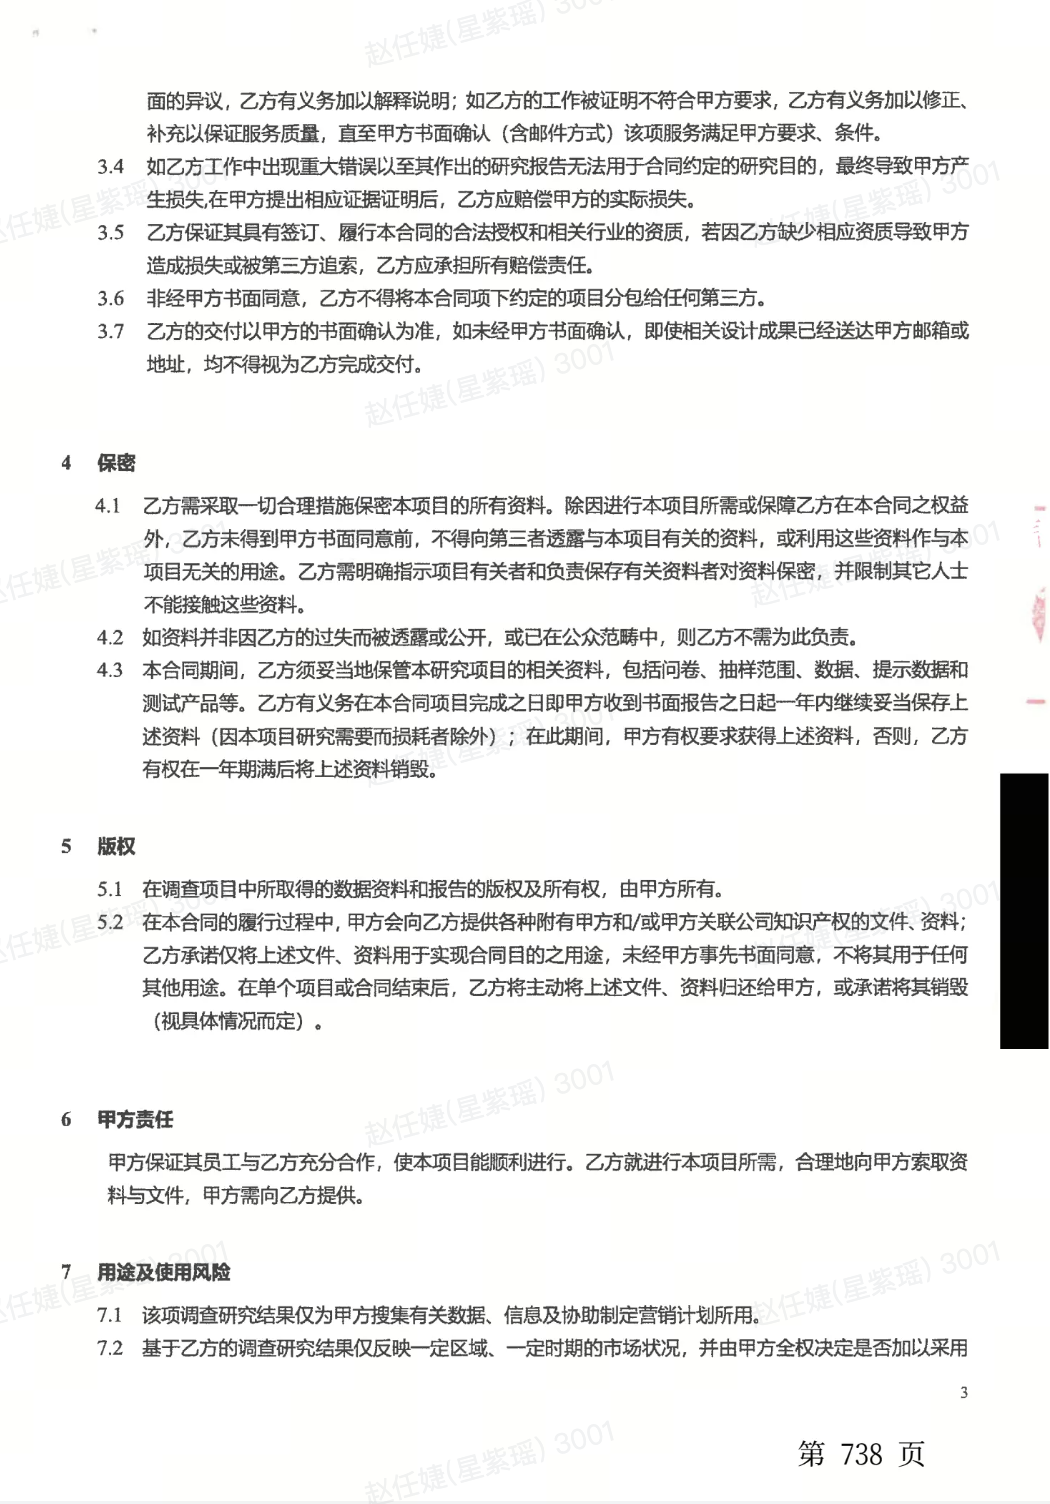 面的异议，乙方有义务加以解释说明；如乙方的工作被证明不符合甲方要求，乙方有义务加以修正、
补充以保证服务质量，直至甲方书面确认（含邮件方式）该项服务满足甲方要求、条件。
3.4 如乙方工作中出现重大错误以至其作出的研究报告无法用于合同约定的研究目的，最终导致甲方产
生损失,在甲方提出相应证据证明后，乙方应赔偿甲方的实际损失。
3.5 乙方保证其具有签订、履行本合同的合法授权和相关行业的资质，若因乙方缺少相应资质导致甲方
造成损失或被第三方追索，乙方应承担所有赔偿责任。
3.6 非经甲方书面同意，乙方不得将本合同项下约定的项目分包给任何第三方。
3.7 乙方的交付以甲方的书面确认为准，如未经甲方书面确认，即使相关设计成果已经送达甲方邮箱或
地址，均不得视为乙方完成交付。
4 保密
4.1 乙方需采取一切合理措施保密本项目的所有资料。除因进行本项目所需或保障乙方在本合同之权益
外，乙方未得到甲方书面同意前，不得向第三者透露与本项目有关的资料，或利用这些资料作与本
项目无关的用途。乙方需明确指示项目有关者和负责保存有关资料者对资料保密，并限制其它人士
不能接触这些资料。
4.2 如资料并非因乙方的过失而被透露或公开，或已在公众范畴中，则乙方不需为此负责。
4.3 本合同期间，乙方须妥当地保管本研究项目的相关资料，包括问卷、抽样范围、数据、提示数据和
测试产品等。乙方有义务在本合同项目完成之日即甲方收到书面报告之日起一年内继续妥当保存上
述资料（因本项目研究需要而损耗者除外）；在此期间，甲方有权要求获得上述资料，否则，乙方
有权在一年期满后将上述资料销毁。
5 版权
5.1 在调查项目中所取得的数据资料和报告的版权及所有权，由甲方所有。
5.2 在本合同的履行过程中，甲方会向乙方提供各种附有甲方和/或甲方关联公司知识产权的文件、资料；
乙方承诺仅将上述文件、资料用于实现合同目的之用途，未经甲方事先书面同意，不将其用于任何
其他用途。在单个项目或合同结束后，乙方将主动将上述文件、资料归还给甲方，或承诺将其销毁
（视具体情况而定）。
6 甲方责任
甲方保证其员工与乙方充分合作，使本项目能顺利进行。乙方就进行本项目所需，合理地向甲方索取资
料与文件，甲方需向乙方提供。
7 用途及使用风险
7.1 该项调查研究结果仅为甲方搜集有关数据、信息及协助制定营销计划所用。
7.2 基于乙方的调查研究结果仅反映一定区域、一定时期的市场状况，并由甲方全权决定是否加以采用
3
第 738 页
赵任婕(星紫瑶) 3001